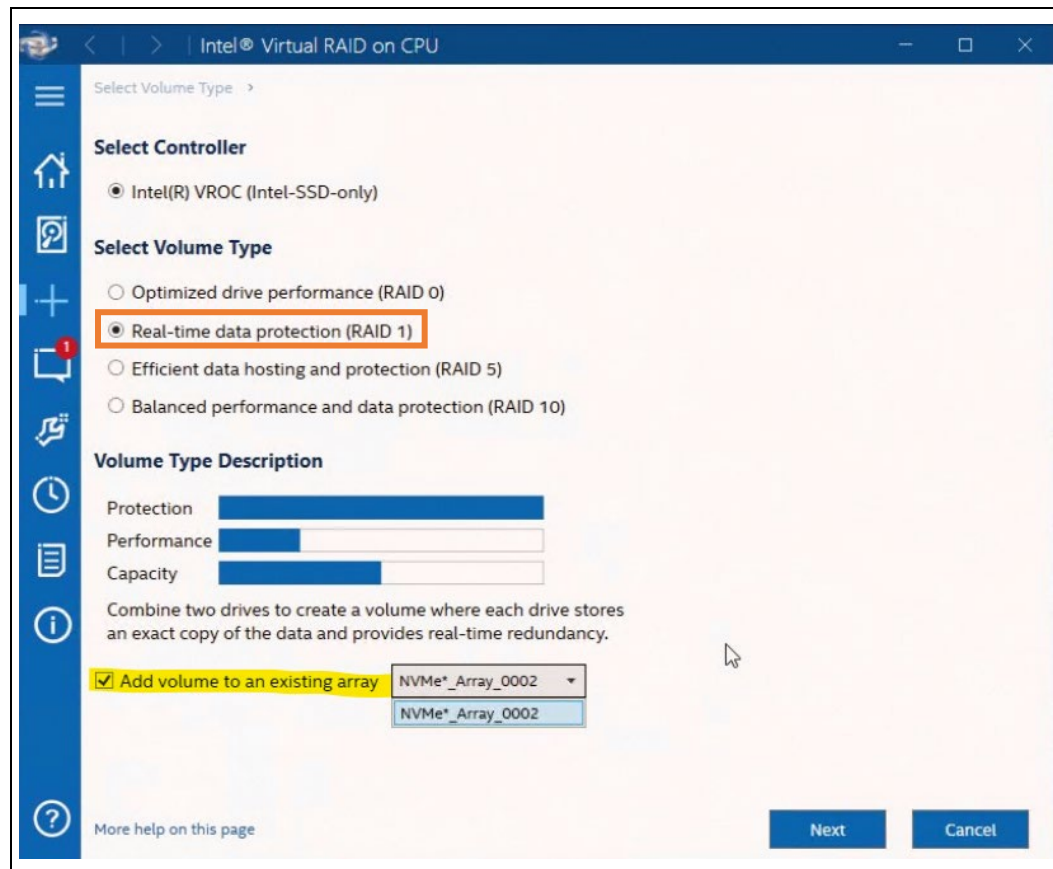 Intel® Virtual RAID on CPU
Select Volume Type >
Select Controller
Intel(R) VROC (Intel-SSD-only)
Select Volume Type
Optimized drive performance (RAID 0)
Real-time data protection (RAID 1)
1
Efficient data hosting and protection (RAID 5)
Balanced performance and data protection (RAID 10)
Volume Type Description
Protection
Performance
Capacity
Combine two drives to create a volume where each drive stores
an exact copy of the data and provides real-time redundancy.
Add volume to an existing array NVMe*_Array_0002
NVMe*_Array_0002
? More help on this page Next Cancel